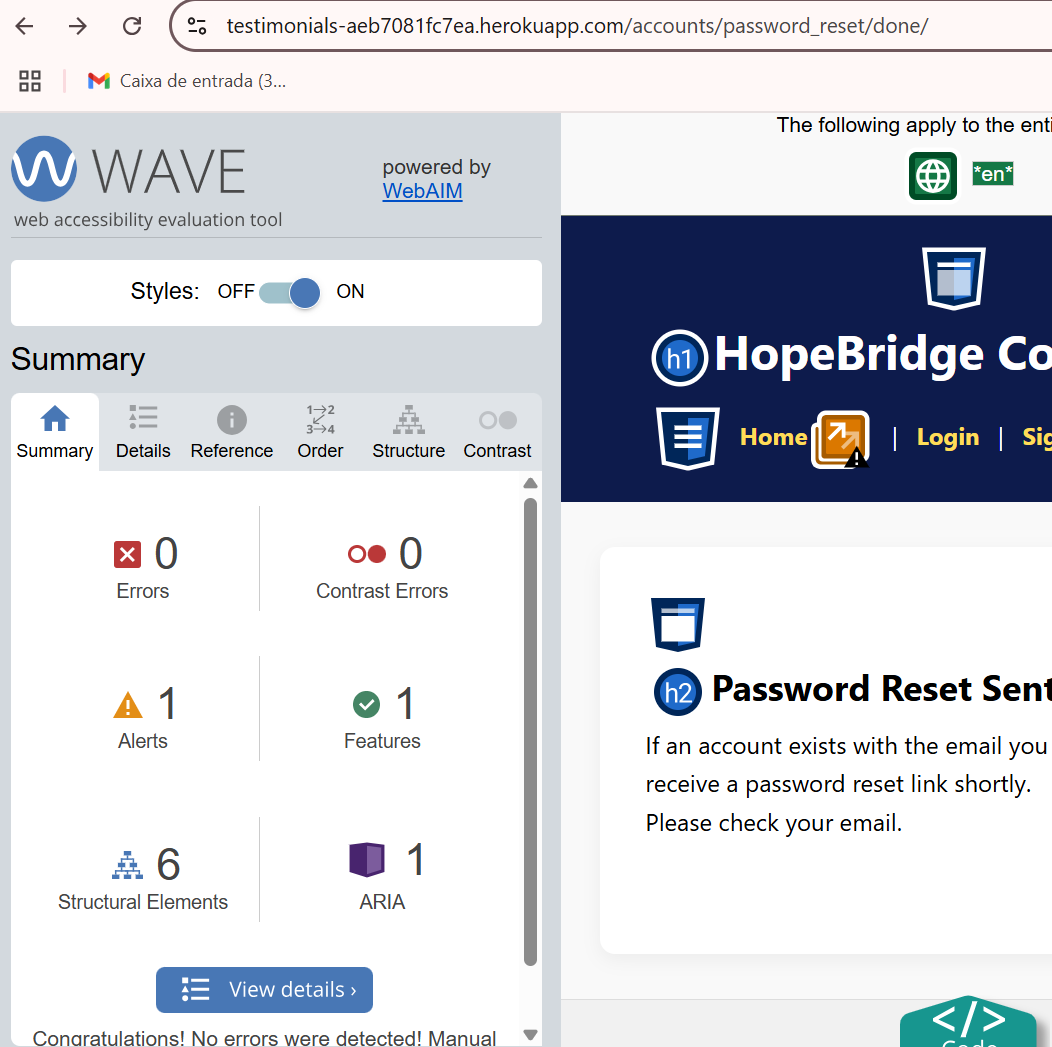 testimonials-aeb7081fc7ea.herokuapp.com/accounts/password_reset/done/
Caixa de entrada (3...
WAVE
powered by
WebAIM
web accessibility evaluation tool
Styles: OFF ON
Summary
Summary Details Reference Order Structure Contrast
0
Errors
0
Contrast Errors
1
Alerts
1
Features
6
Structural Elements
1
ARIA
View details ›
Congratulations! No errors were detected! Manual
The following apply to the enti
*en*
h1 HopeBridge Co
Home | Login | Sig
h2 Password Reset Sent
If an account exists with the email you
receive a password reset link shortly.
Please check your email.
</>
Code